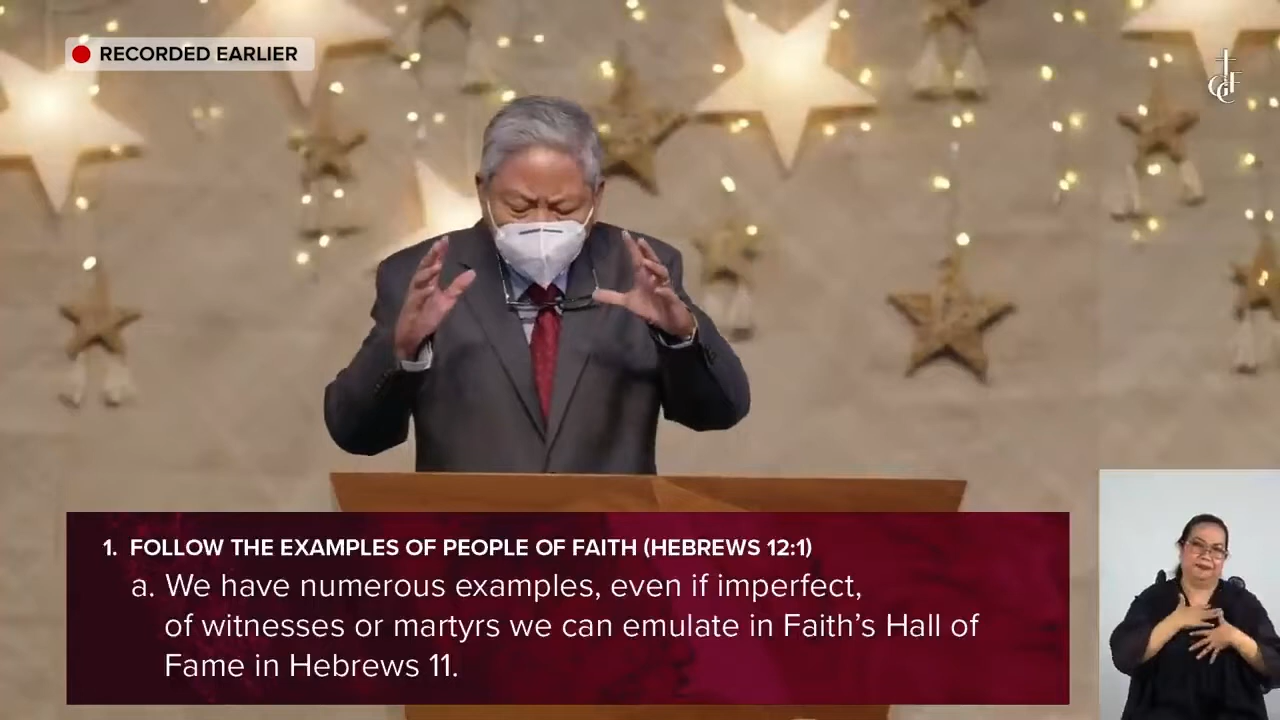 RECORDED EARLIER
1. FOLLOW THE EXAMPLES OF PEOPLE OF FAITH (HEBREWS 12:1)
a. We have numerous examples, even if imperfect,
of witnesses or martyrs we can emulate in Faith's Hall of
Fame in Hebrews 11.